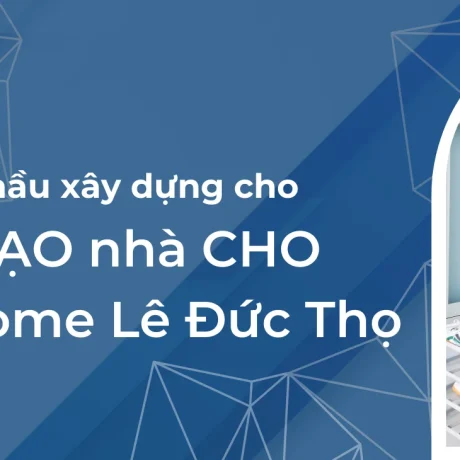 hầu xây dựng cho
ẠO nhà CHO
ome Lê Đức Thọ